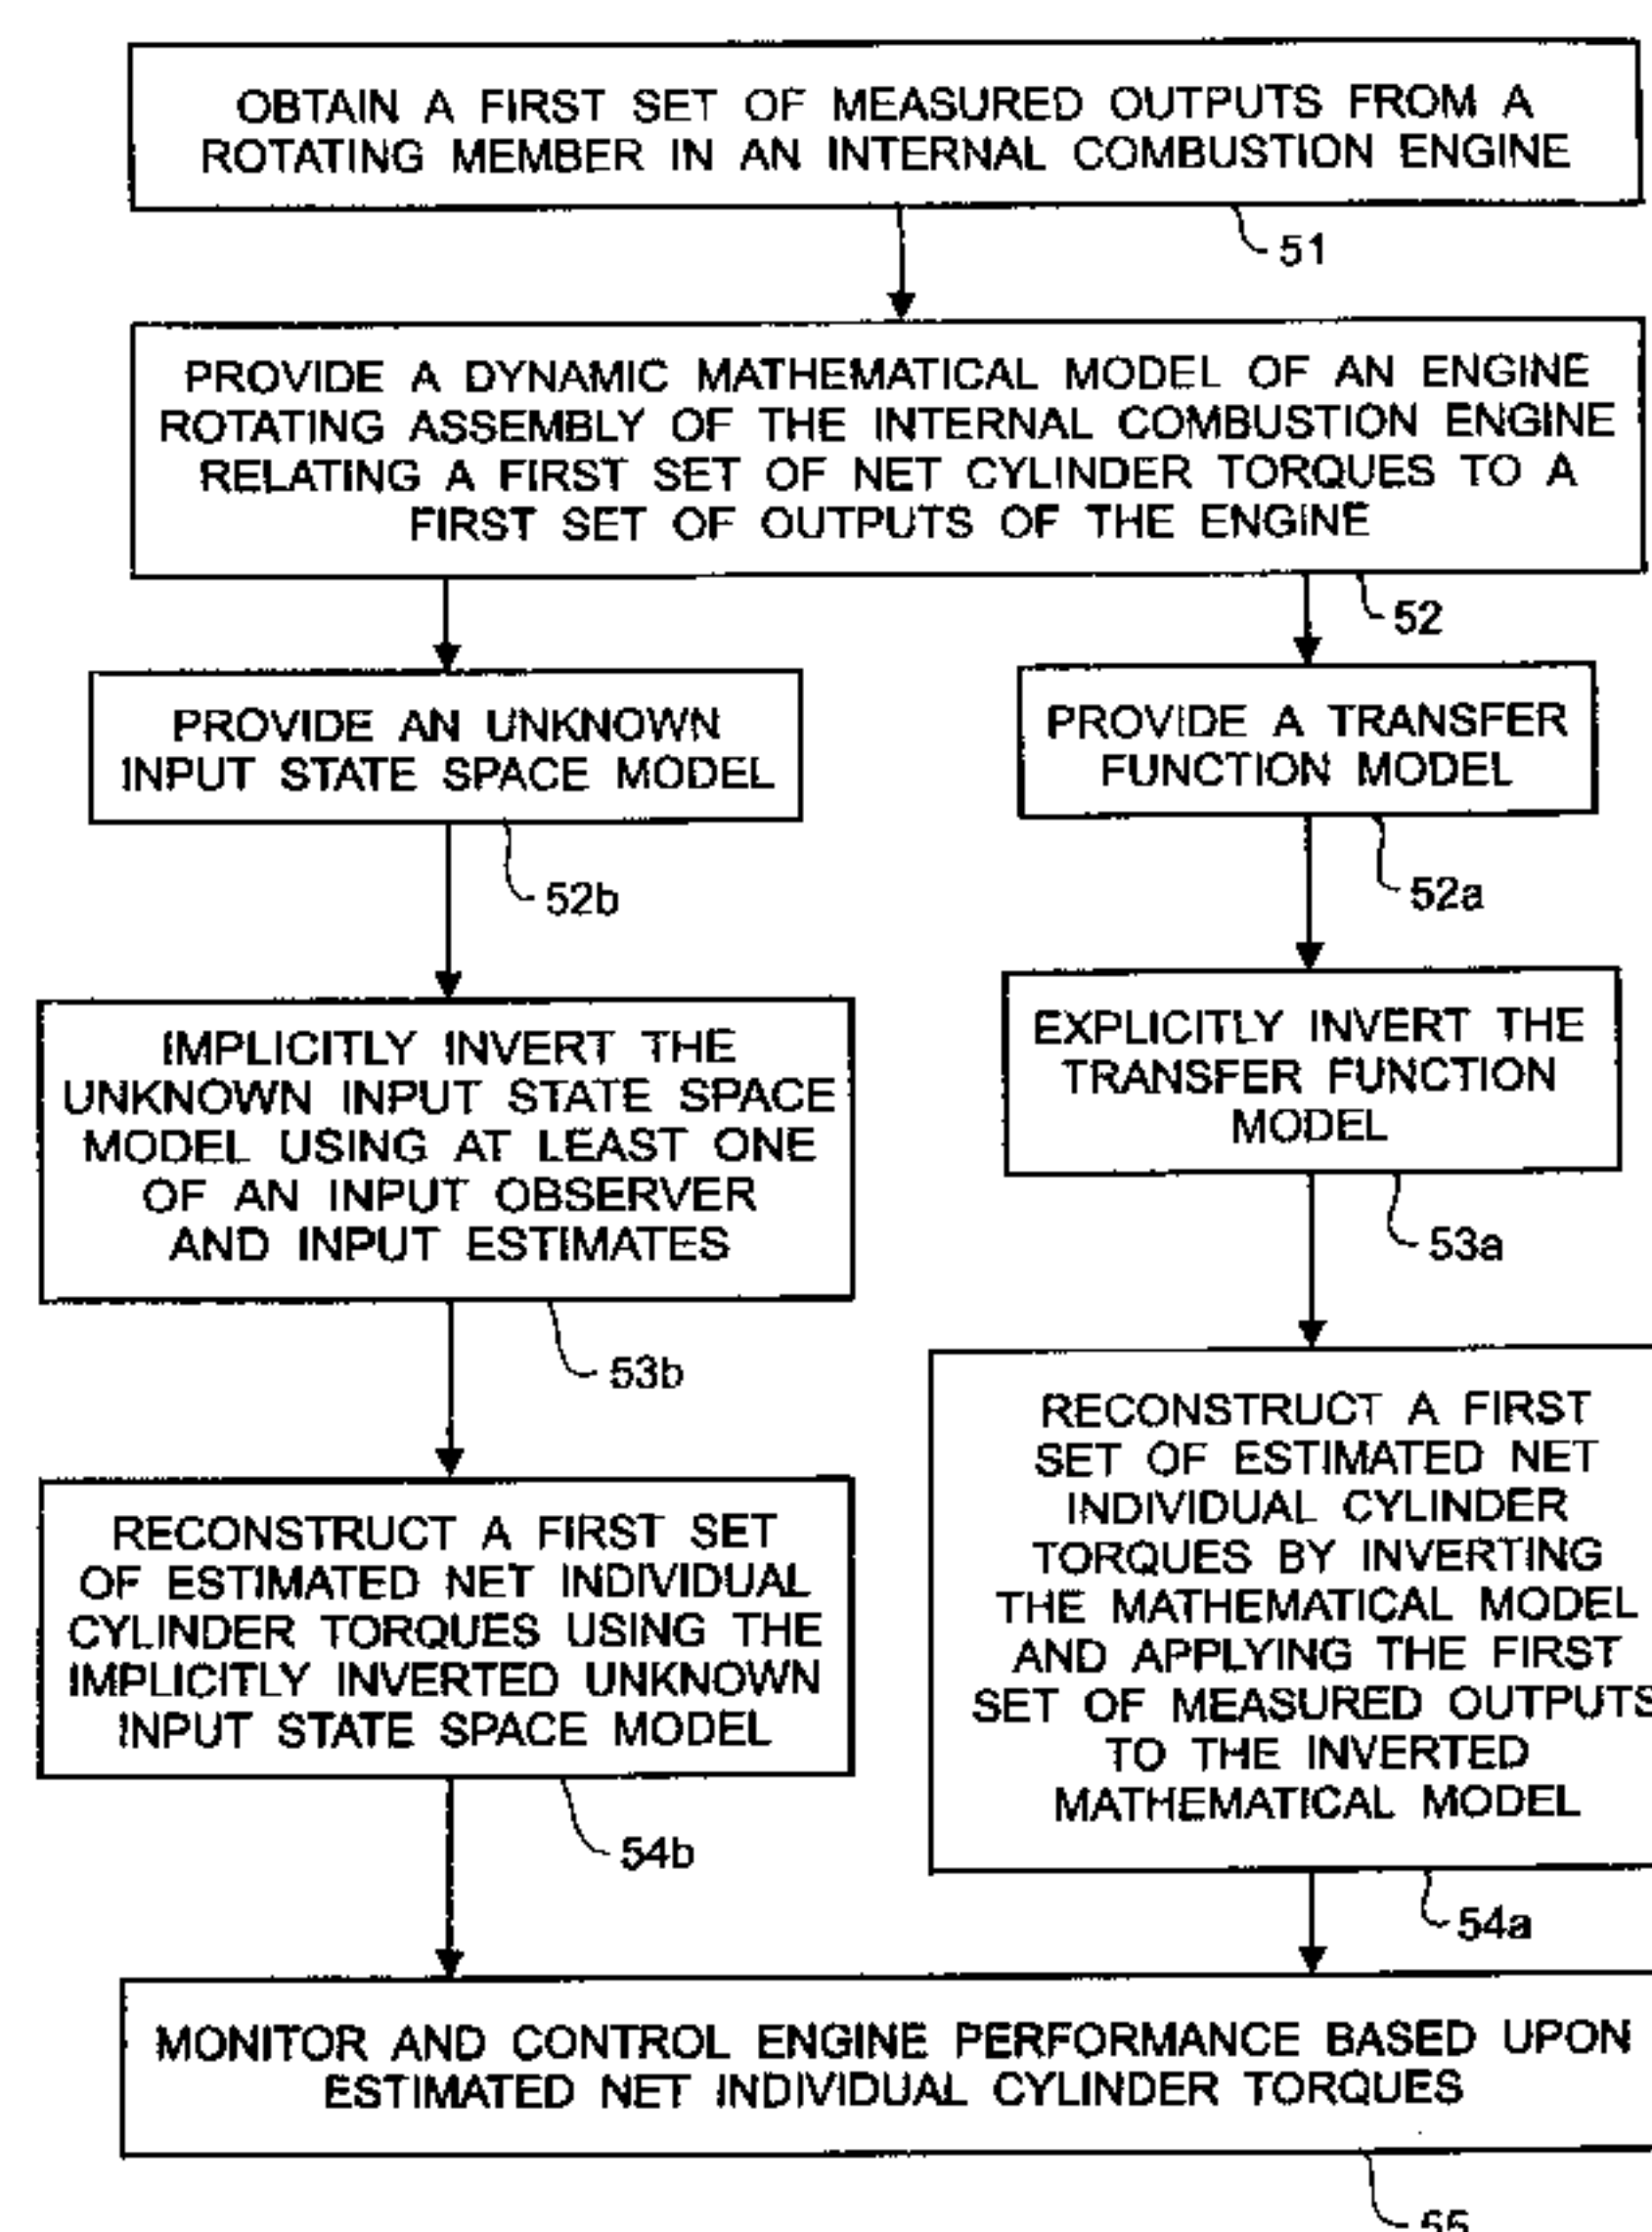 OBTAIN A FIRST SET OF MEASURED OUTPUTS FROM A
ROTATING MEMBER IN AN INTERNAL COMBUSTION ENGINE
51
PROVIDE A DYNAMIC MATHEMATICAL MODEL OF AN ENGINE
ROTATING ASSEMBLY OF THE INTERNAL COMBUSTION ENGINE
RELATING A FIRST SET OF NET CYLINDER TORQUES TO A
FIRST SET OF OUTPUTS OF THE ENGINE
52
PROVIDE AN UNKNOWN
INPUT STATE SPACE MODEL
52b
PROVIDE A TRANSFER
FUNCTION MODEL
52a
IMPLICITLY INVERT THE
UNKNOWN INPUT STATE SPACE
MODEL USING AT LEAST ONE
OF AN INPUT OBSERVER
AND INPUT ESTIMATES
53b
EXPLICITLY INVERT THE
TRANSFER FUNCTION
MODEL
53a
RECONSTRUCT A FIRST SET
OF ESTIMATED NET INDIVIDUAL
CYLINDER TORQUES USING THE
IMPLICITLY INVERTED UNKNOWN
INPUT STATE SPACE MODEL
54b
RECONSTRUCT A FIRST
SET OF ESTIMATED NET
INDIVIDUAL CYLINDER
TORQUES BY INVERTING
THE MATHEMATICAL MODEL
AND APPLYING THE FIRST
SET OF MEASURED OUTPUTS
TO THE INVERTED
MATHEMATICAL MODEL
54a
MONITOR AND CONTROL ENGINE PERFORMANCE BASED UPON
ESTIMATED NET INDIVIDUAL CYLINDER TORQUES
55